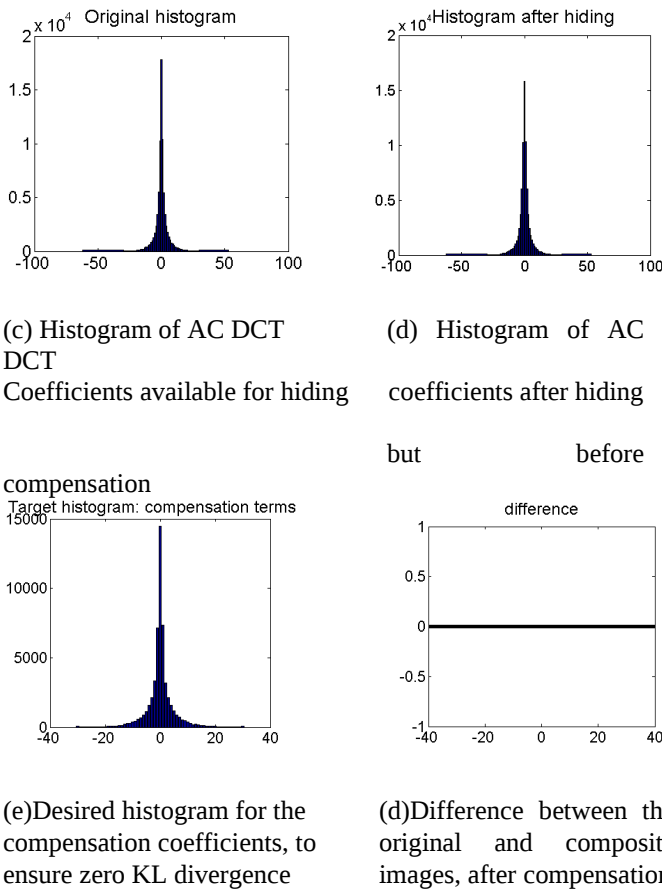 2 x 10^4 Original histogram
1.5
1
0.5
0
-100 -50 0 50 100
2 x 10^4 Histogram after hiding
1.5
1
0.5
0
-100 -50 0 50 100
(c) Histogram of AC DCT
DCT
Coefficients available for hiding
(d) Histogram of AC
coefficients after hiding
but before
compensation
Target histogram: compensation terms
15000
10000
5000
0
-40 -20 0 20 40
difference
1
0.5
0
-0.5
-1
-40 -20 0 20 40
(e)Desired histogram for the
compensation coefficients, to
ensure zero KL divergence
(d)Difference between th
original and composit
images, after compensation